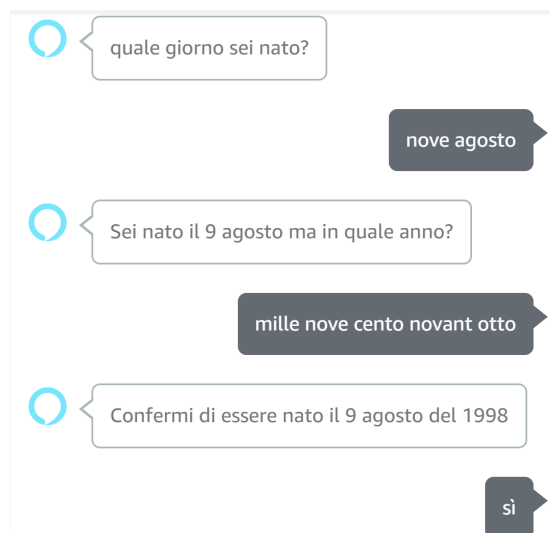 quale giorno sei nato?
nove agosto
Sei nato il 9 agosto ma in quale anno?
mille nove cento novant otto
Confermi di essere nato il 9 agosto del 1998
sì